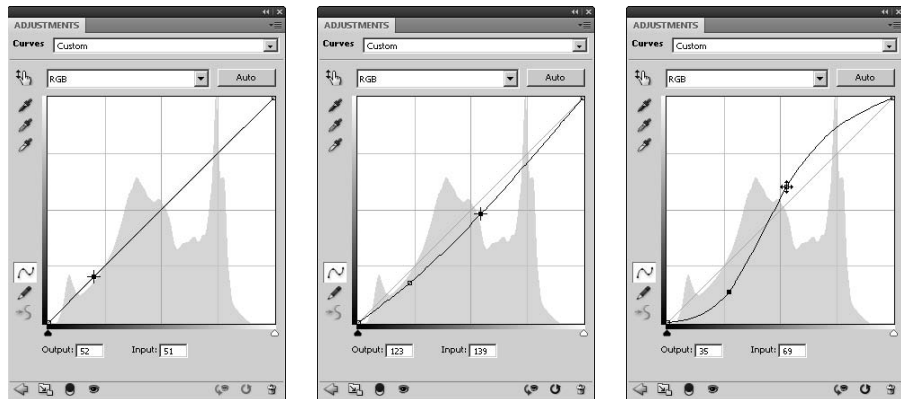 ADJUSTMENTS
Curves Custom
RGB Auto
Output: 52 Input: 51
ADJUSTMENTS
Curves Custom
RGB Auto
Output: 123 Input: 139
ADJUSTMENTS
Curves Custom
RGB Auto
Output: 35 Input: 69